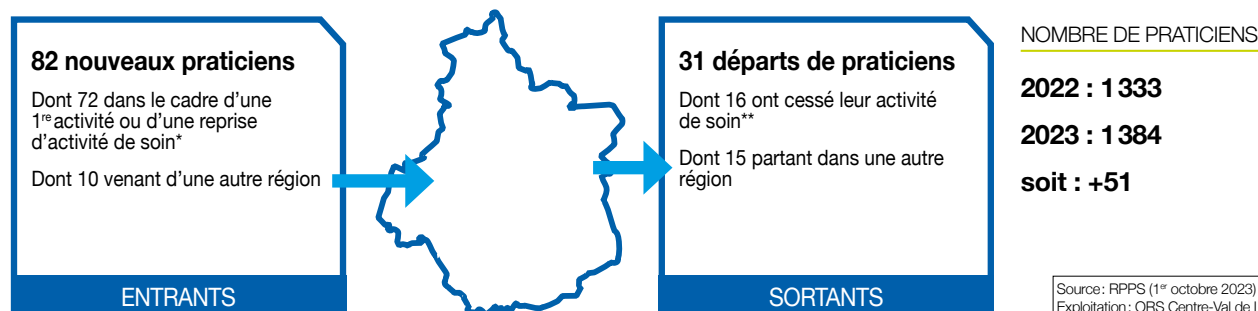 82 nouveaux praticiens
Dont 72 dans le cadre d'une
1re activité ou d'une reprise
d'activité de soin*
Dont 10 venant d'une autre région
ENTRANTS
31 départs de praticiens
Dont 16 ont cessé leur activité
de soin**
Dont 15 partant dans une autre
région
SORTANTS
NOMBRE DE PRATICIENS
2022 : 1 333
2023 : 1 384
soit : +51
Source : RPPS (1er octobre 2023)
Exploitation : ORS Centre-Val de